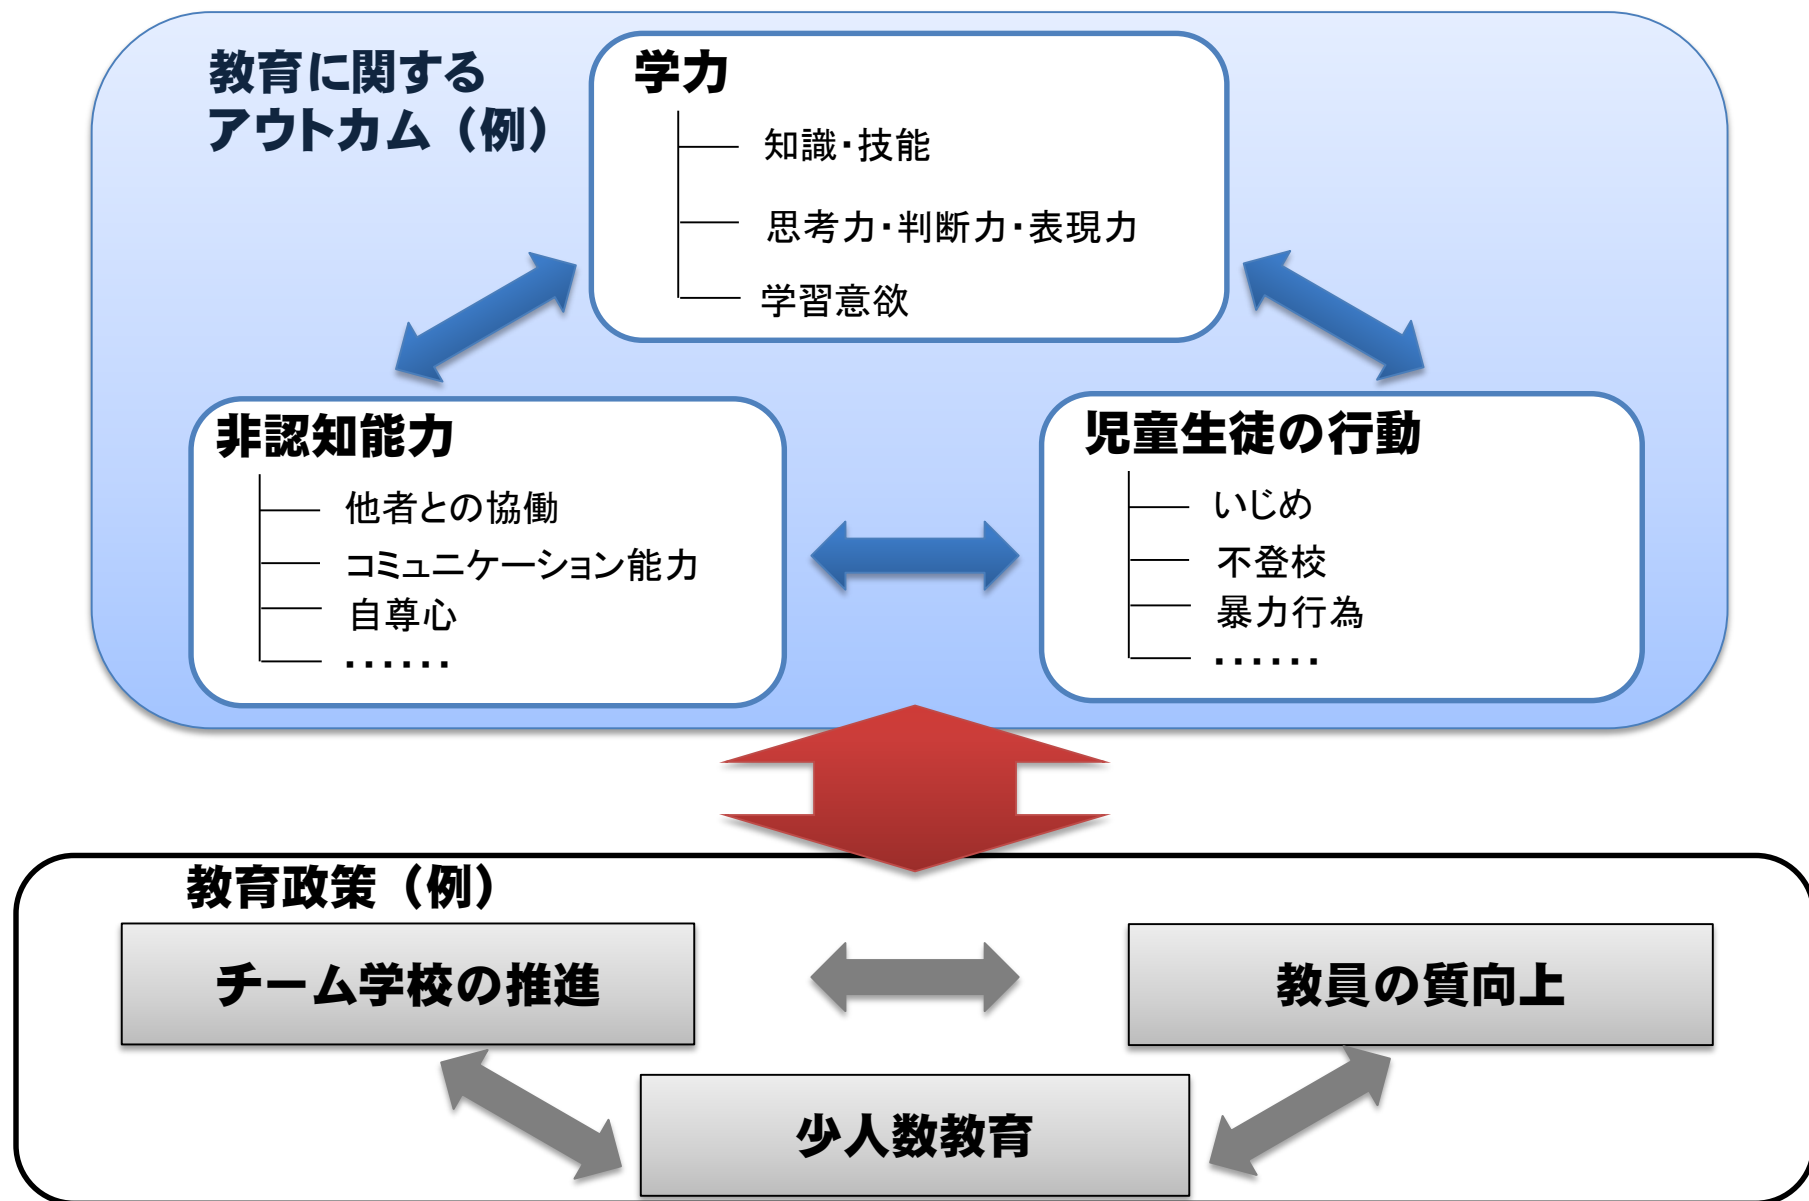 教育に関する
アウトカム（例）
学力
知識・技能
思考力・判断力・表現力
学習意欲
非認知能力
他者との協働
コミュニケーション能力
自尊心
・・・・・・
児童生徒の行動
いじめ
不登校
暴力行為
・・・・・・
教育政策（例）
チーム学校の推進
教員の質向上
少人数教育